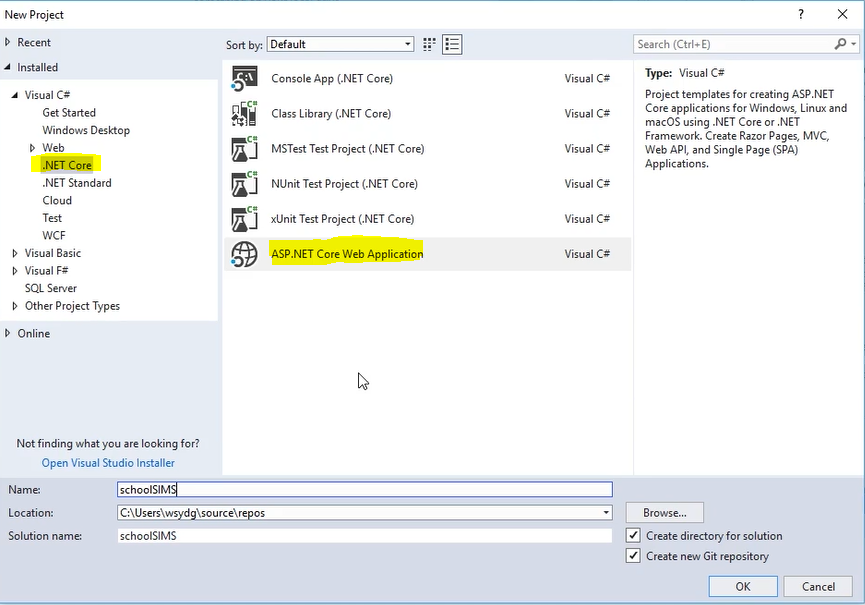 New Project
?
Recent
Installed
Visual C#
Get Started
Windows Desktop
Web
.NET Core
.NET Standard
Cloud
Test
WCF
Visual Basic
Visual F#
SQL Server
Other Project Types
Online
Not finding what you are looking for?
Open Visual Studio Installer
Sort by: Default
Console App (.NET Core) Visual C#
Class Library (.NET Core) Visual C#
MSTest Test Project (.NET Core) Visual C#
NUnit Test Project (.NET Core) Visual C#
xUnit Test Project (.NET Core) Visual C#
ASP.NET Core Web Application Visual C#
Search (Ctrl+E)
Type: Visual C#
Project templates for creating ASP.NET
Core applications for Windows, Linux and
macOS using .NET Core or .NET
Framework. Create Razor Pages, MVC,
Web API, and Single Page (SPA)
Applications.
Name: schoolSIMS
Location: C:\Users\wsydg\source\repos
Browse...
Solution name: schoolSIMS
Create directory for solution
Create new Git repository
OK
Cancel